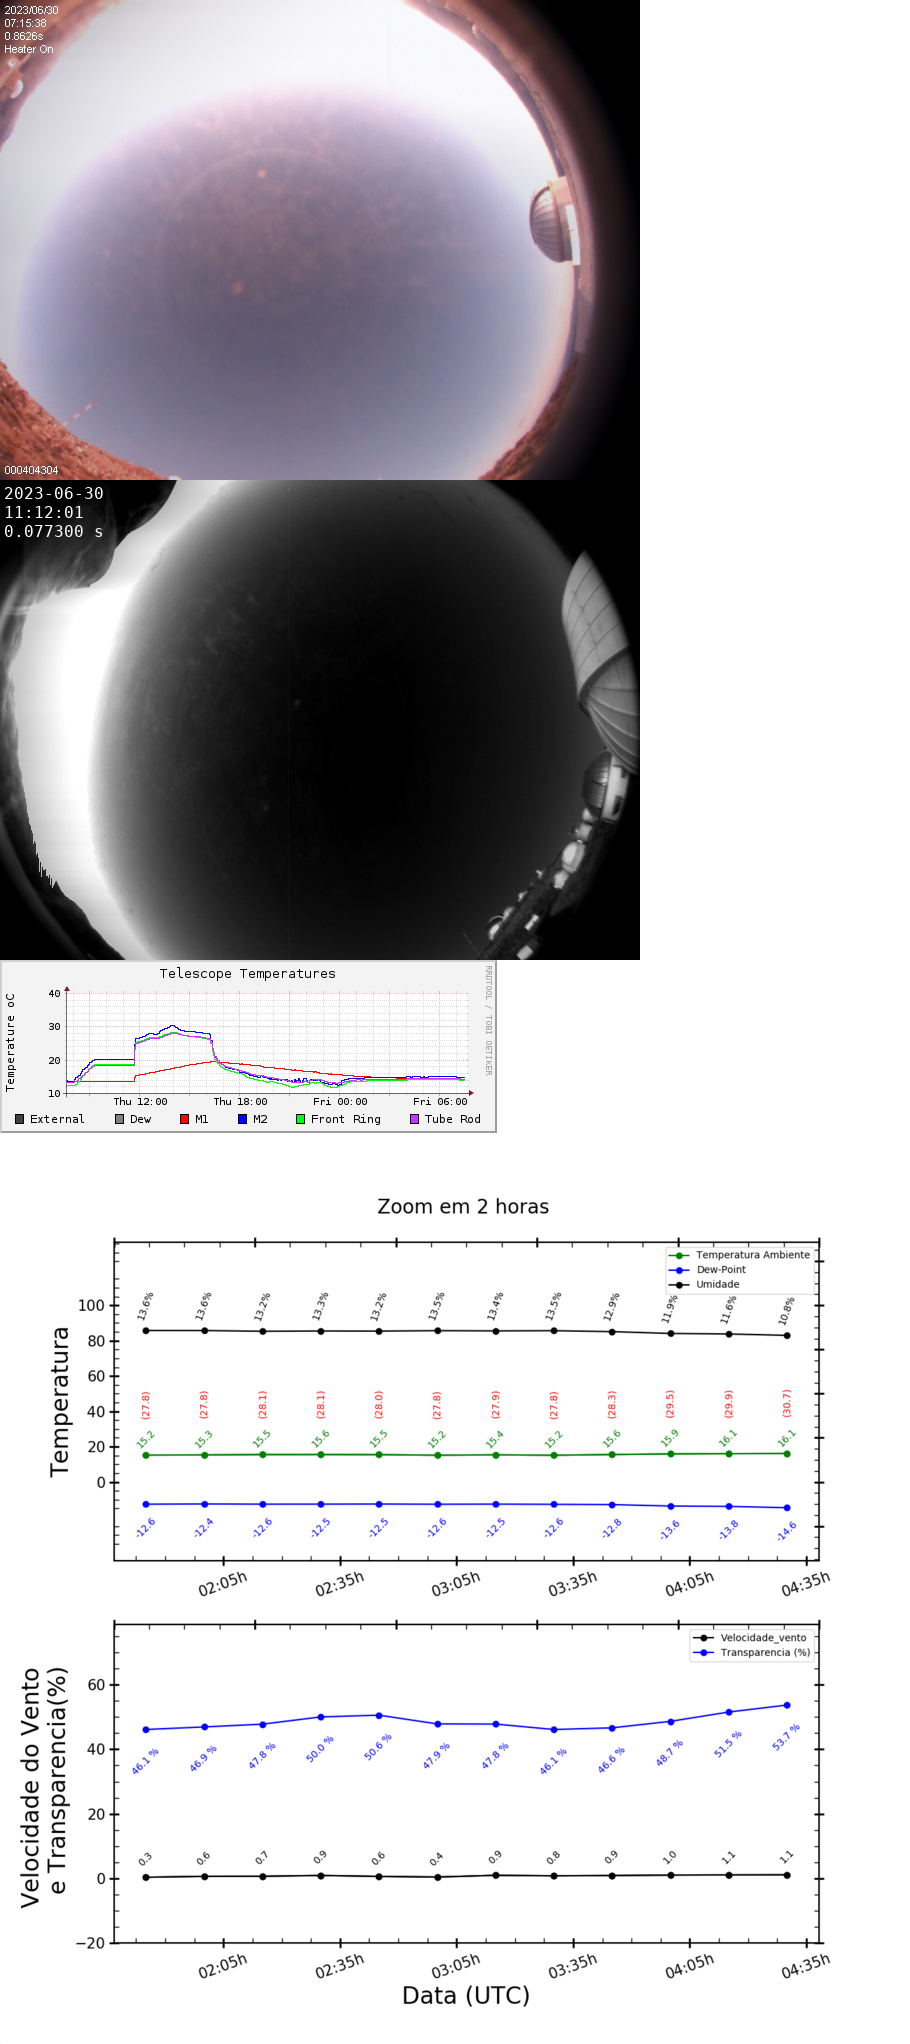 2023/06/30
07:15:38
0.8626s
Heater On
000404304
2023-06-30
11:12:01
0.077300 s
Telescope Temperatures
Temperature oC
40
30
20
10
Thu 12:00 Thu 18:00 Fri 00:00 Fri 06:00
External Dew M1 M2 Front Ring Tube Rod
RRDTOOL / TOBI OETIKER
Zoom em 2 horas
Temperatura Ambiente
Dew-Point
Umidade
Temperatura
100
80
60
40
20
0
13.6% 13.6% 13.2% 13.3% 13.2% 13.5% 13.4% 13.5% 12.9% 11.9% 11.6% 10.8%
(27.8) (27.8) (28.1) (28.1) (28.0) (27.8) (27.9) (27.8) (28.3) (29.5) (29.9) (30.7)
15.2 15.3 15.5 15.6 15.5 15.2 15.4 15.2 15.6 15.9 16.1 16.1
-12.6 -12.4 -12.6 -12.5 -12.5 -12.6 -12.5 -12.6 -12.8 -13.6 -13.8 -14.6
02:05h 02:35h 03:05h 03:35h 04:05h 04:35h
Velocidade_vento
Transparencia (%)
Velocidade do Vento
e Transparencia(%)
60
40
20
0
−20
46.1 % 46.9 % 47.8 % 50.0 % 50.6 % 47.9 % 47.8 % 46.1 % 46.6 % 48.7 % 51.5 % 53.7 %
0.3 0.6 0.7 0.9 0.6 0.4 0.9 0.8 0.9 1.0 1.1 1.1
02:05h 02:35h 03:05h 03:35h 04:05h 04:35h
Data (UTC)